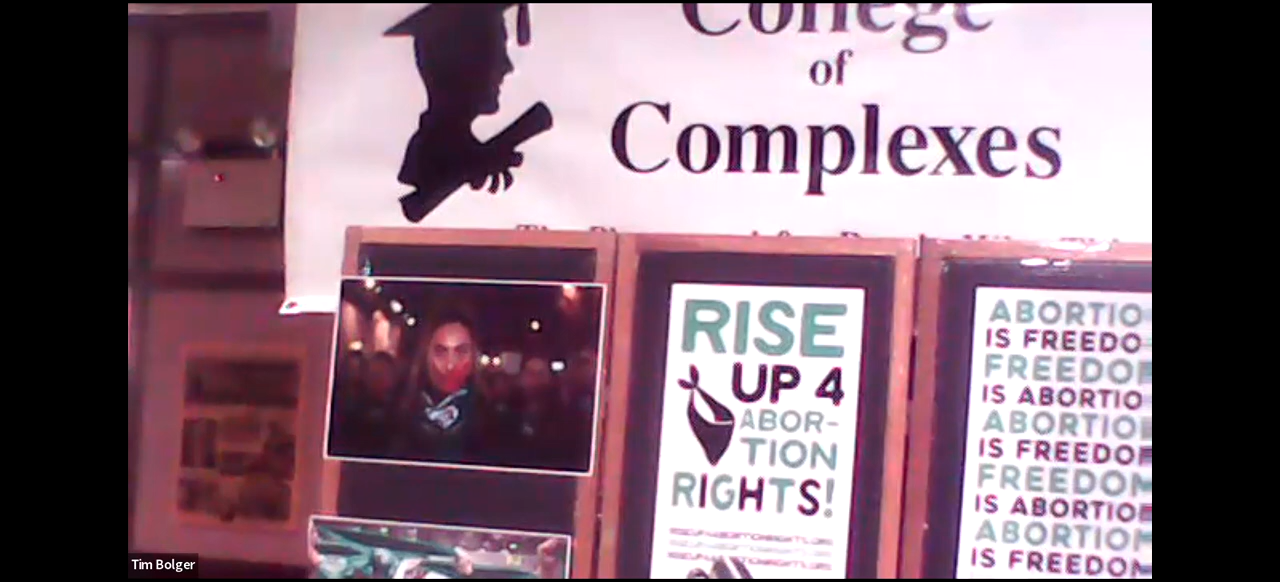 College
of
Complexes
RISE
UP 4
ABOR-
TION
RIGHTS!
ABORTIO
IS FREEDO
FREEDO
IS ABORTIO
ABORTIO
IS FREEDO
FREEDOM
IS ABORTIO
ABORTION
IS FREEDOM
Tim Bolger